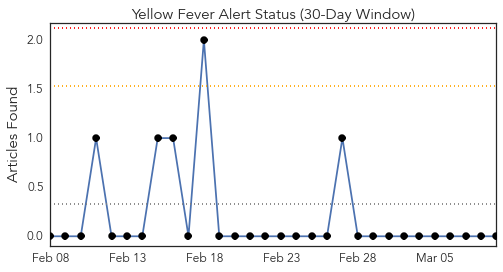 Yellow Fever Alert Status (30-Day Window)
Articles Found
2.0
1.5
1.0
0.5
0.0
Feb 08 Feb 13 Feb 18 Feb 23 Feb 28 Mar 05